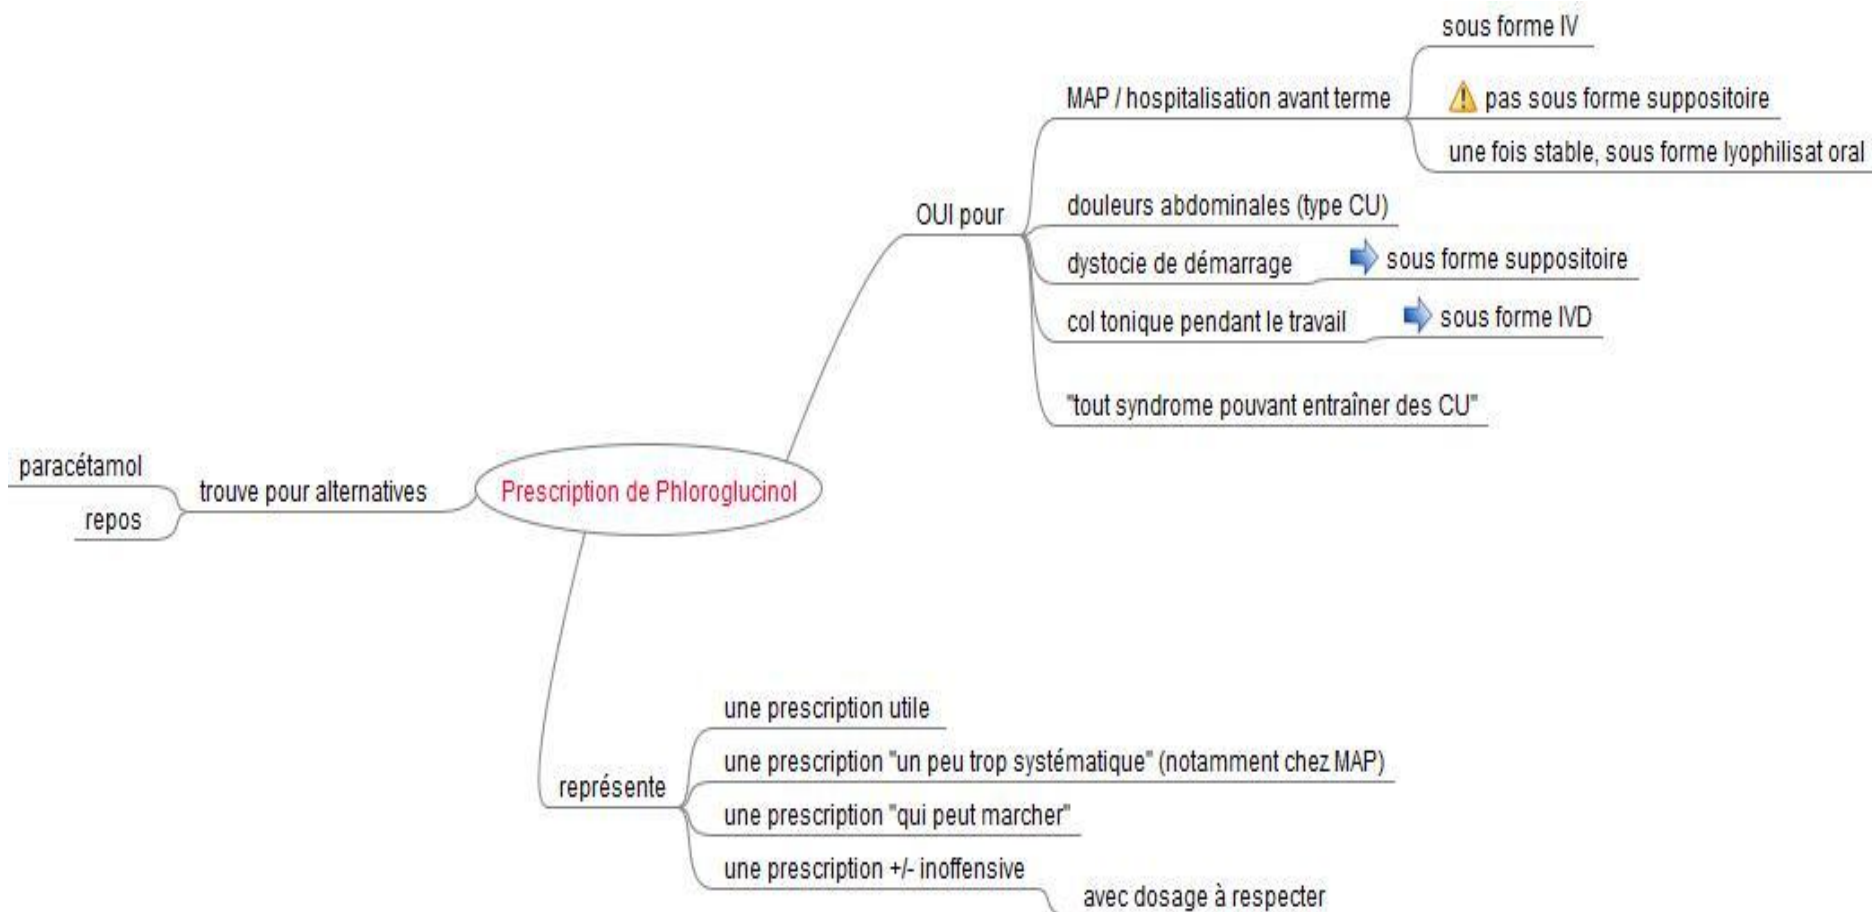 sous forme IV
MAP / hospitalisation avant terme
pas sous forme suppositoire
une fois stable, sous forme lyophilisat oral
OUI pour
douleurs abdominales (type CU)
dystocie de démarrage
sous forme suppositoire
col tonique pendant le travail
sous forme IVD
"tout syndrome pouvant entraîner des CU"
paracétamol
trouve pour alternatives
repos
Prescription de Phloroglucinol
une prescription utile
une prescription "un peu trop systématique" (notamment chez MAP)
représente
une prescription "qui peut marcher"
une prescription +/- inoffensive
avec dosage à respecter